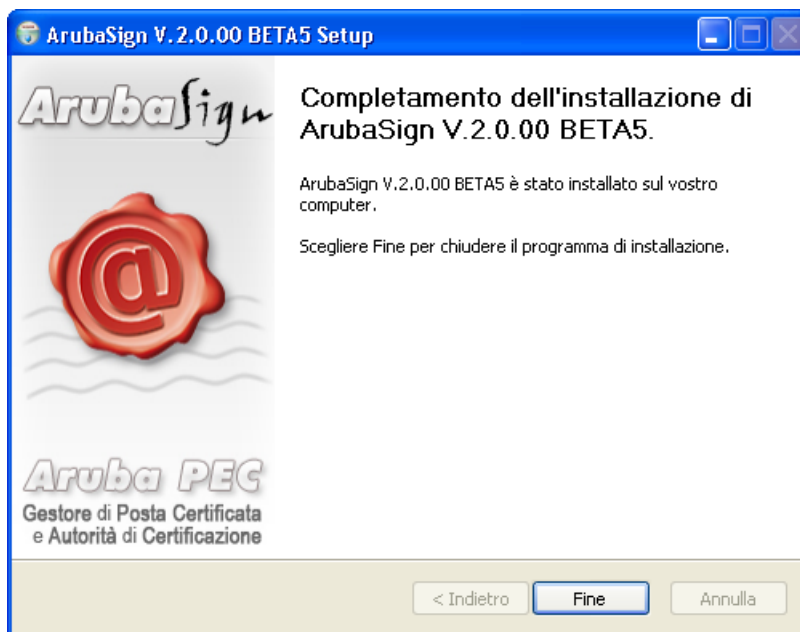 ArubaSign V.2.0.00 BETA5 Setup
ArubaSign
Completamento dell'installazione di
ArubaSign V.2.0.00 BETA5.
ArubaSign V.2.0.00 BETA5 è stato installato sul vostro
computer.
Scegliere Fine per chiudere il programma di installazione.
@
Aruba PEC
Gestore di Posta Certificata
e Autorità di Certificazione
< Indietro
Fine
Annulla